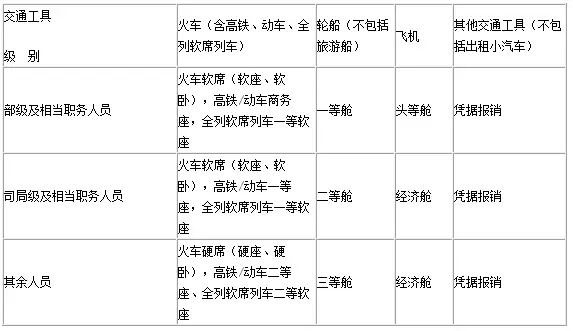 交通工具
级 别
火车（含高铁、动车、全
列软席列车）
轮船（不包括
旅游船）
飞机
其他交通工具（不包
括出租小汽车）
部级及相当职务人员
火车软席（软座、软
卧），高铁/动车商务
座，全列软席列车一等软
座
一等舱
头等舱
凭据报销
司局级及相当职务人员
火车软席（软座、软
卧），高铁/动车一等
座，全列软席列车一等软
座
二等舱
经济舱
凭据报销
其余人员
火车硬席（硬座、硬
卧），高铁/动车二等
座、全列软席列车二等软
座
三等舱
经济舱
凭据报销